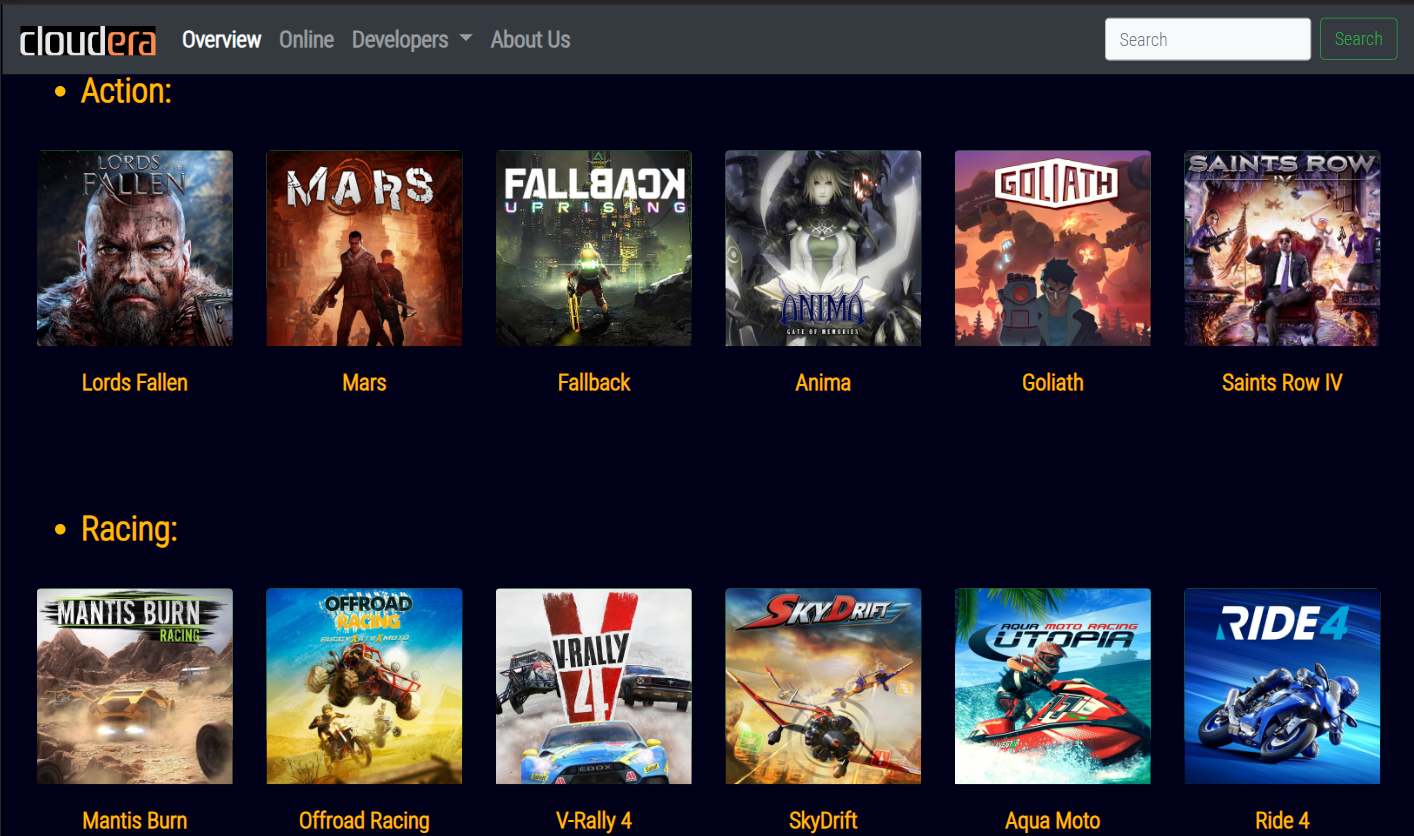 cloudera Overview Online Developers About Us Search Search
• Action:
LORDS FALLEN
MARS
FALLBACK
UPRISING
ANIMA
GATE OF MEMORIES
GOLIATH
SAINTS ROW
IV
Lords Fallen Mars Fallback Anima Goliath Saints Row IV
• Racing:
MANTIS BURN
RACING
OFFROAD
RACING
BUGGY X ATV X MOTO
V-RALLY
4
EDOX
SKYDRIFT
AQUA MOTO RACING
UTOPIA
17
RIDE 4
Mantis Burn Offroad Racing V-Rally 4 SkyDrift Aqua Moto Ride 4